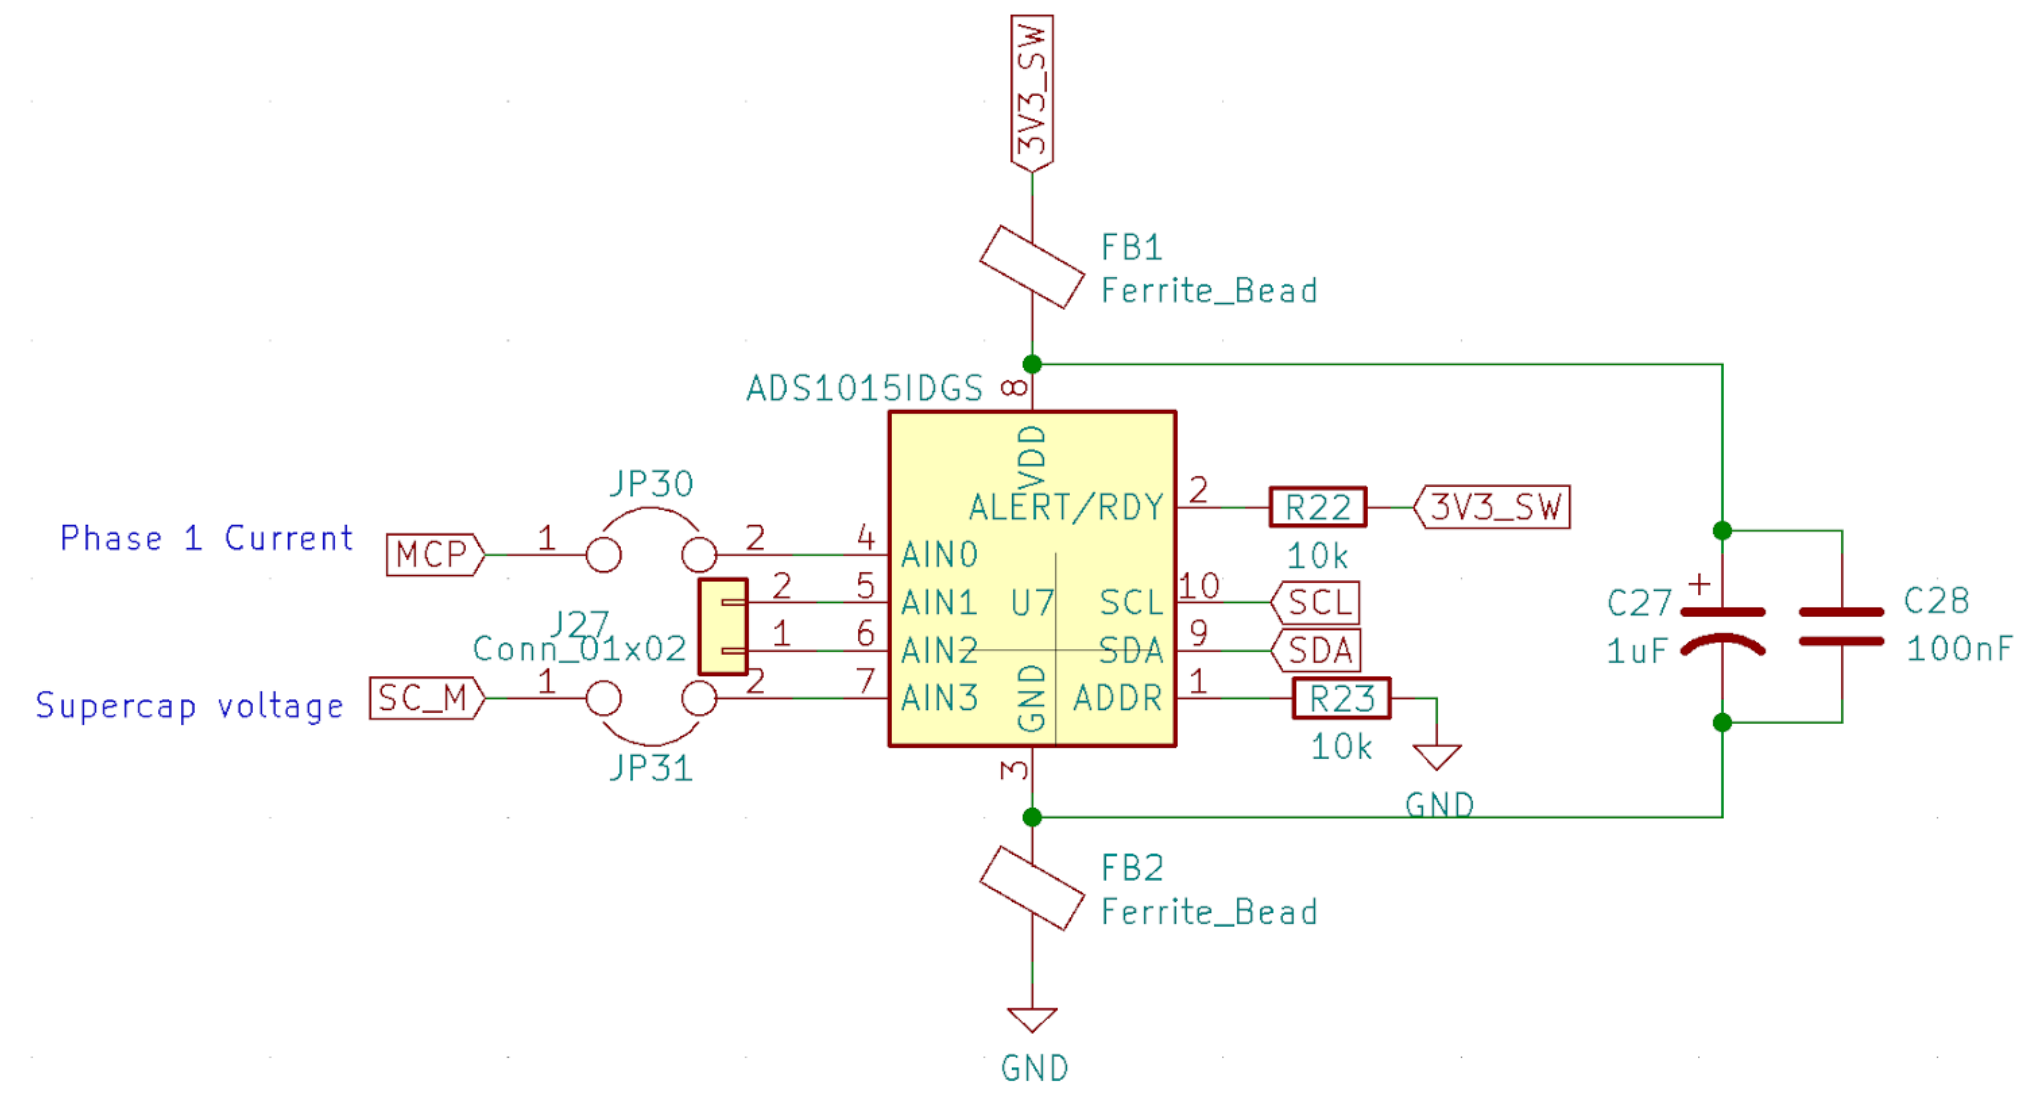 3V3_SW
FB1
Ferrite_Bead
ADS1015IDGS
8
VDD
JP30
ALERT/RDY
2
R22
3V3_SW
10k
Phase 1 Current
MCP
1
2
4
AIN0
2
5
AIN1
U7
SCL
10
SCL
C27
1uF
+
C28
100nF
J27
Conn_01x02
1
6
AIN2
SDA
9
SDA
Supercap voltage
SC_M
1
2
7
AIN3
GND
ADDR
1
R23
10k
JP31
3
GND
FB2
Ferrite_Bead
GND